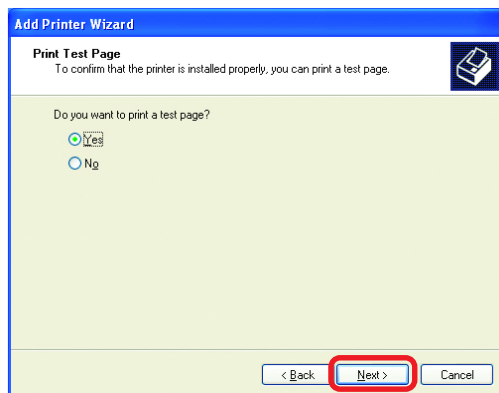 Add Printer Wizard
Print Test Page
To confirm that the printer is installed properly, you can print a test page.
Do you want to print a test page?
Yes
No
< Back
Next >
Cancel